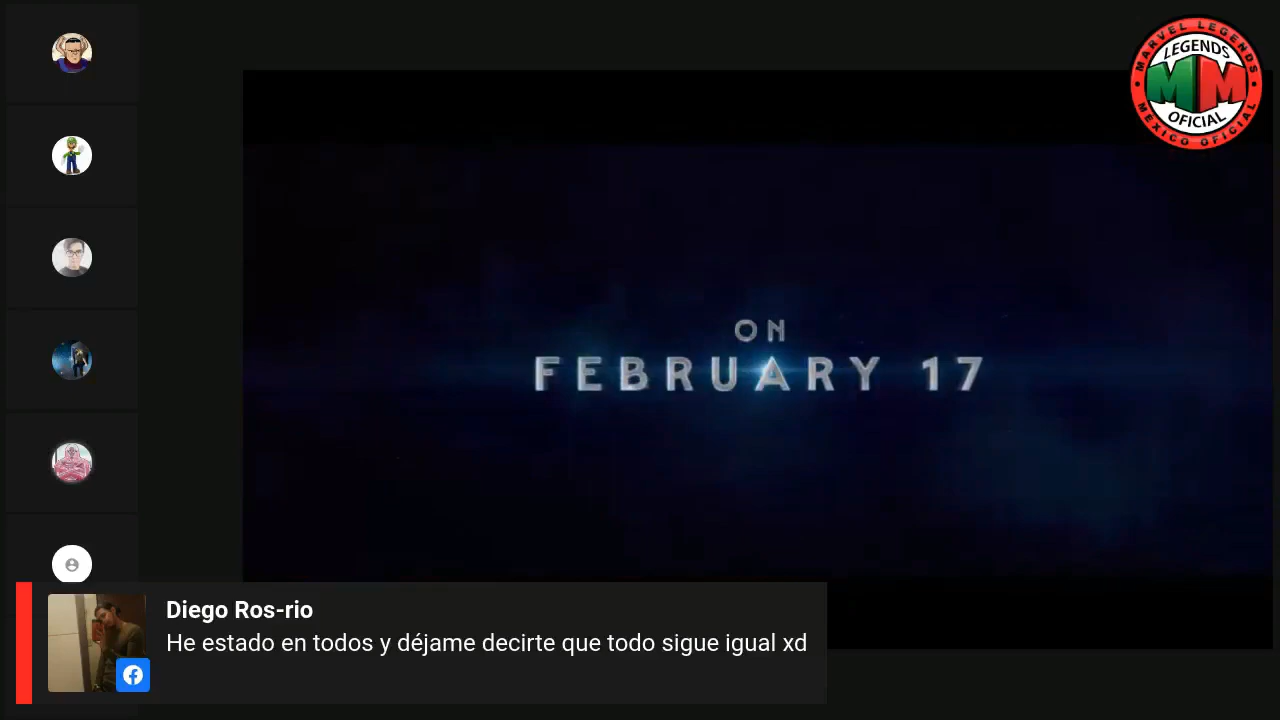 MARVEL LEGENDS
LEGENDS
MM
OFICIAL
MEXICO OFICIAL
ON
FEBRUARY 17
Diego Ros-rio
He estado en todos y déjame decirte que todo sigue igual xd